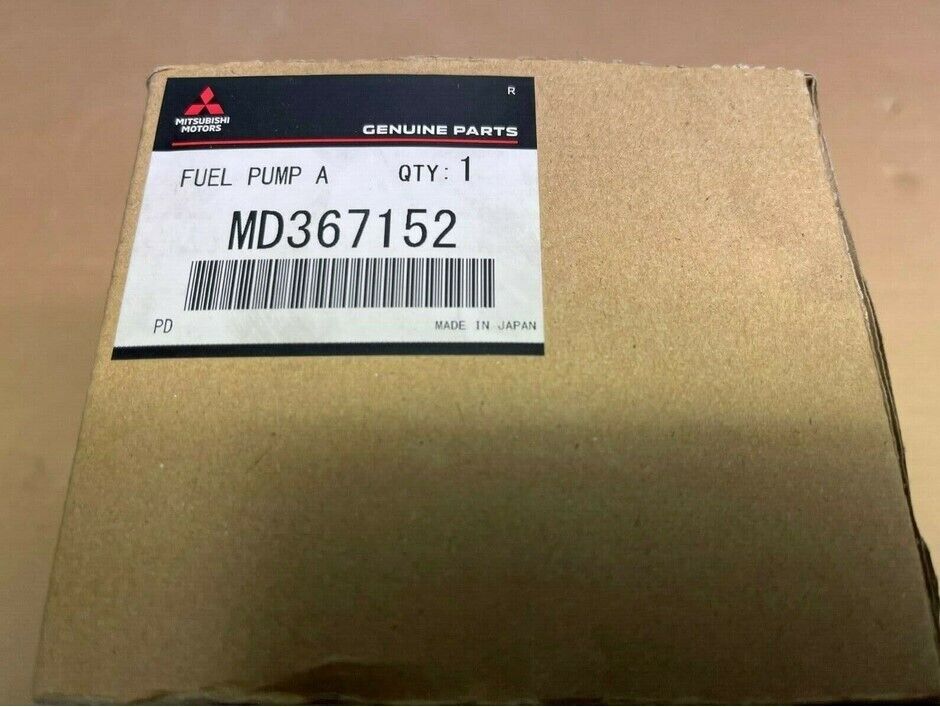 R
MITSUBISHI
MOTORS
GENUINE PARTS
FUEL PUMP A QTY: 1
MD367152
PD MADE IN JAPAN